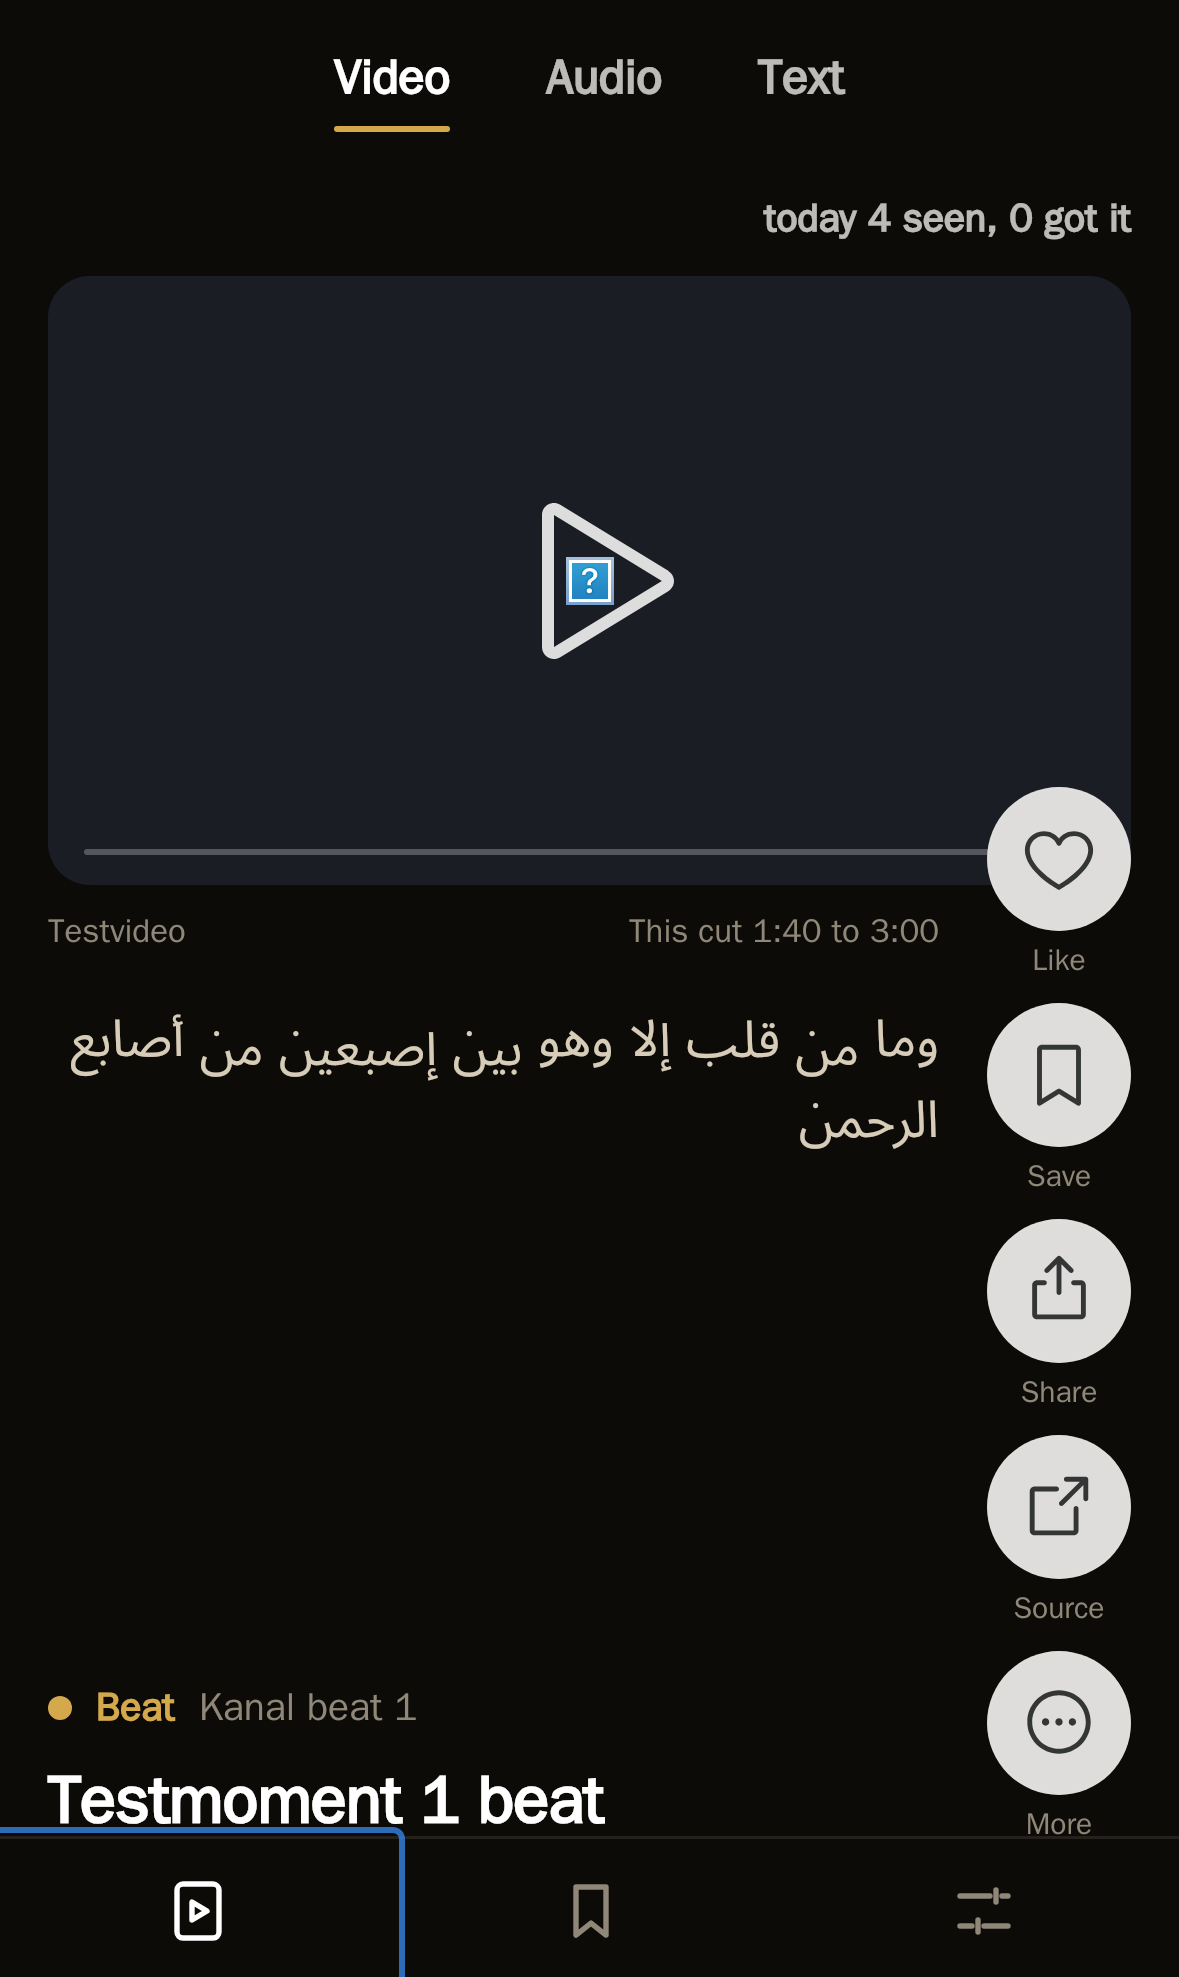 Video Audio Text
today 4 seen, 0 got it
?
Testvideo This cut 1:40 to 3:00
Like
وما من قلب إلا وهو بين إصبعين من أصابع
الرحمن
Save
Share
Source
Beat Kanal beat 1
Testmoment 1 beat
More